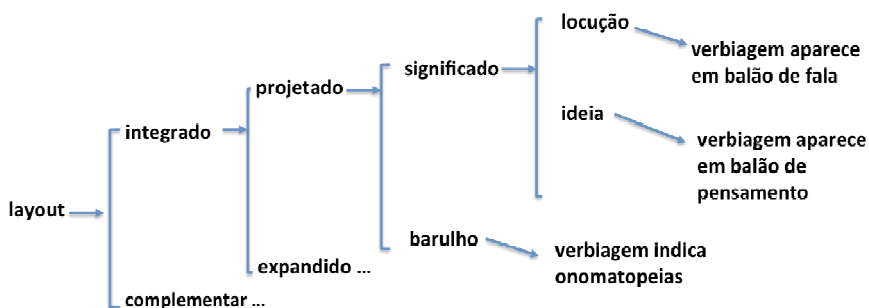 layout
integrado
complementar ...
projetado
expandido ...
significado
barulho
locução
ideia
verbiagem aparece
em balão de fala
verbiagem aparece
em balão de
pensamento
verbiagem indica
onomatopeias